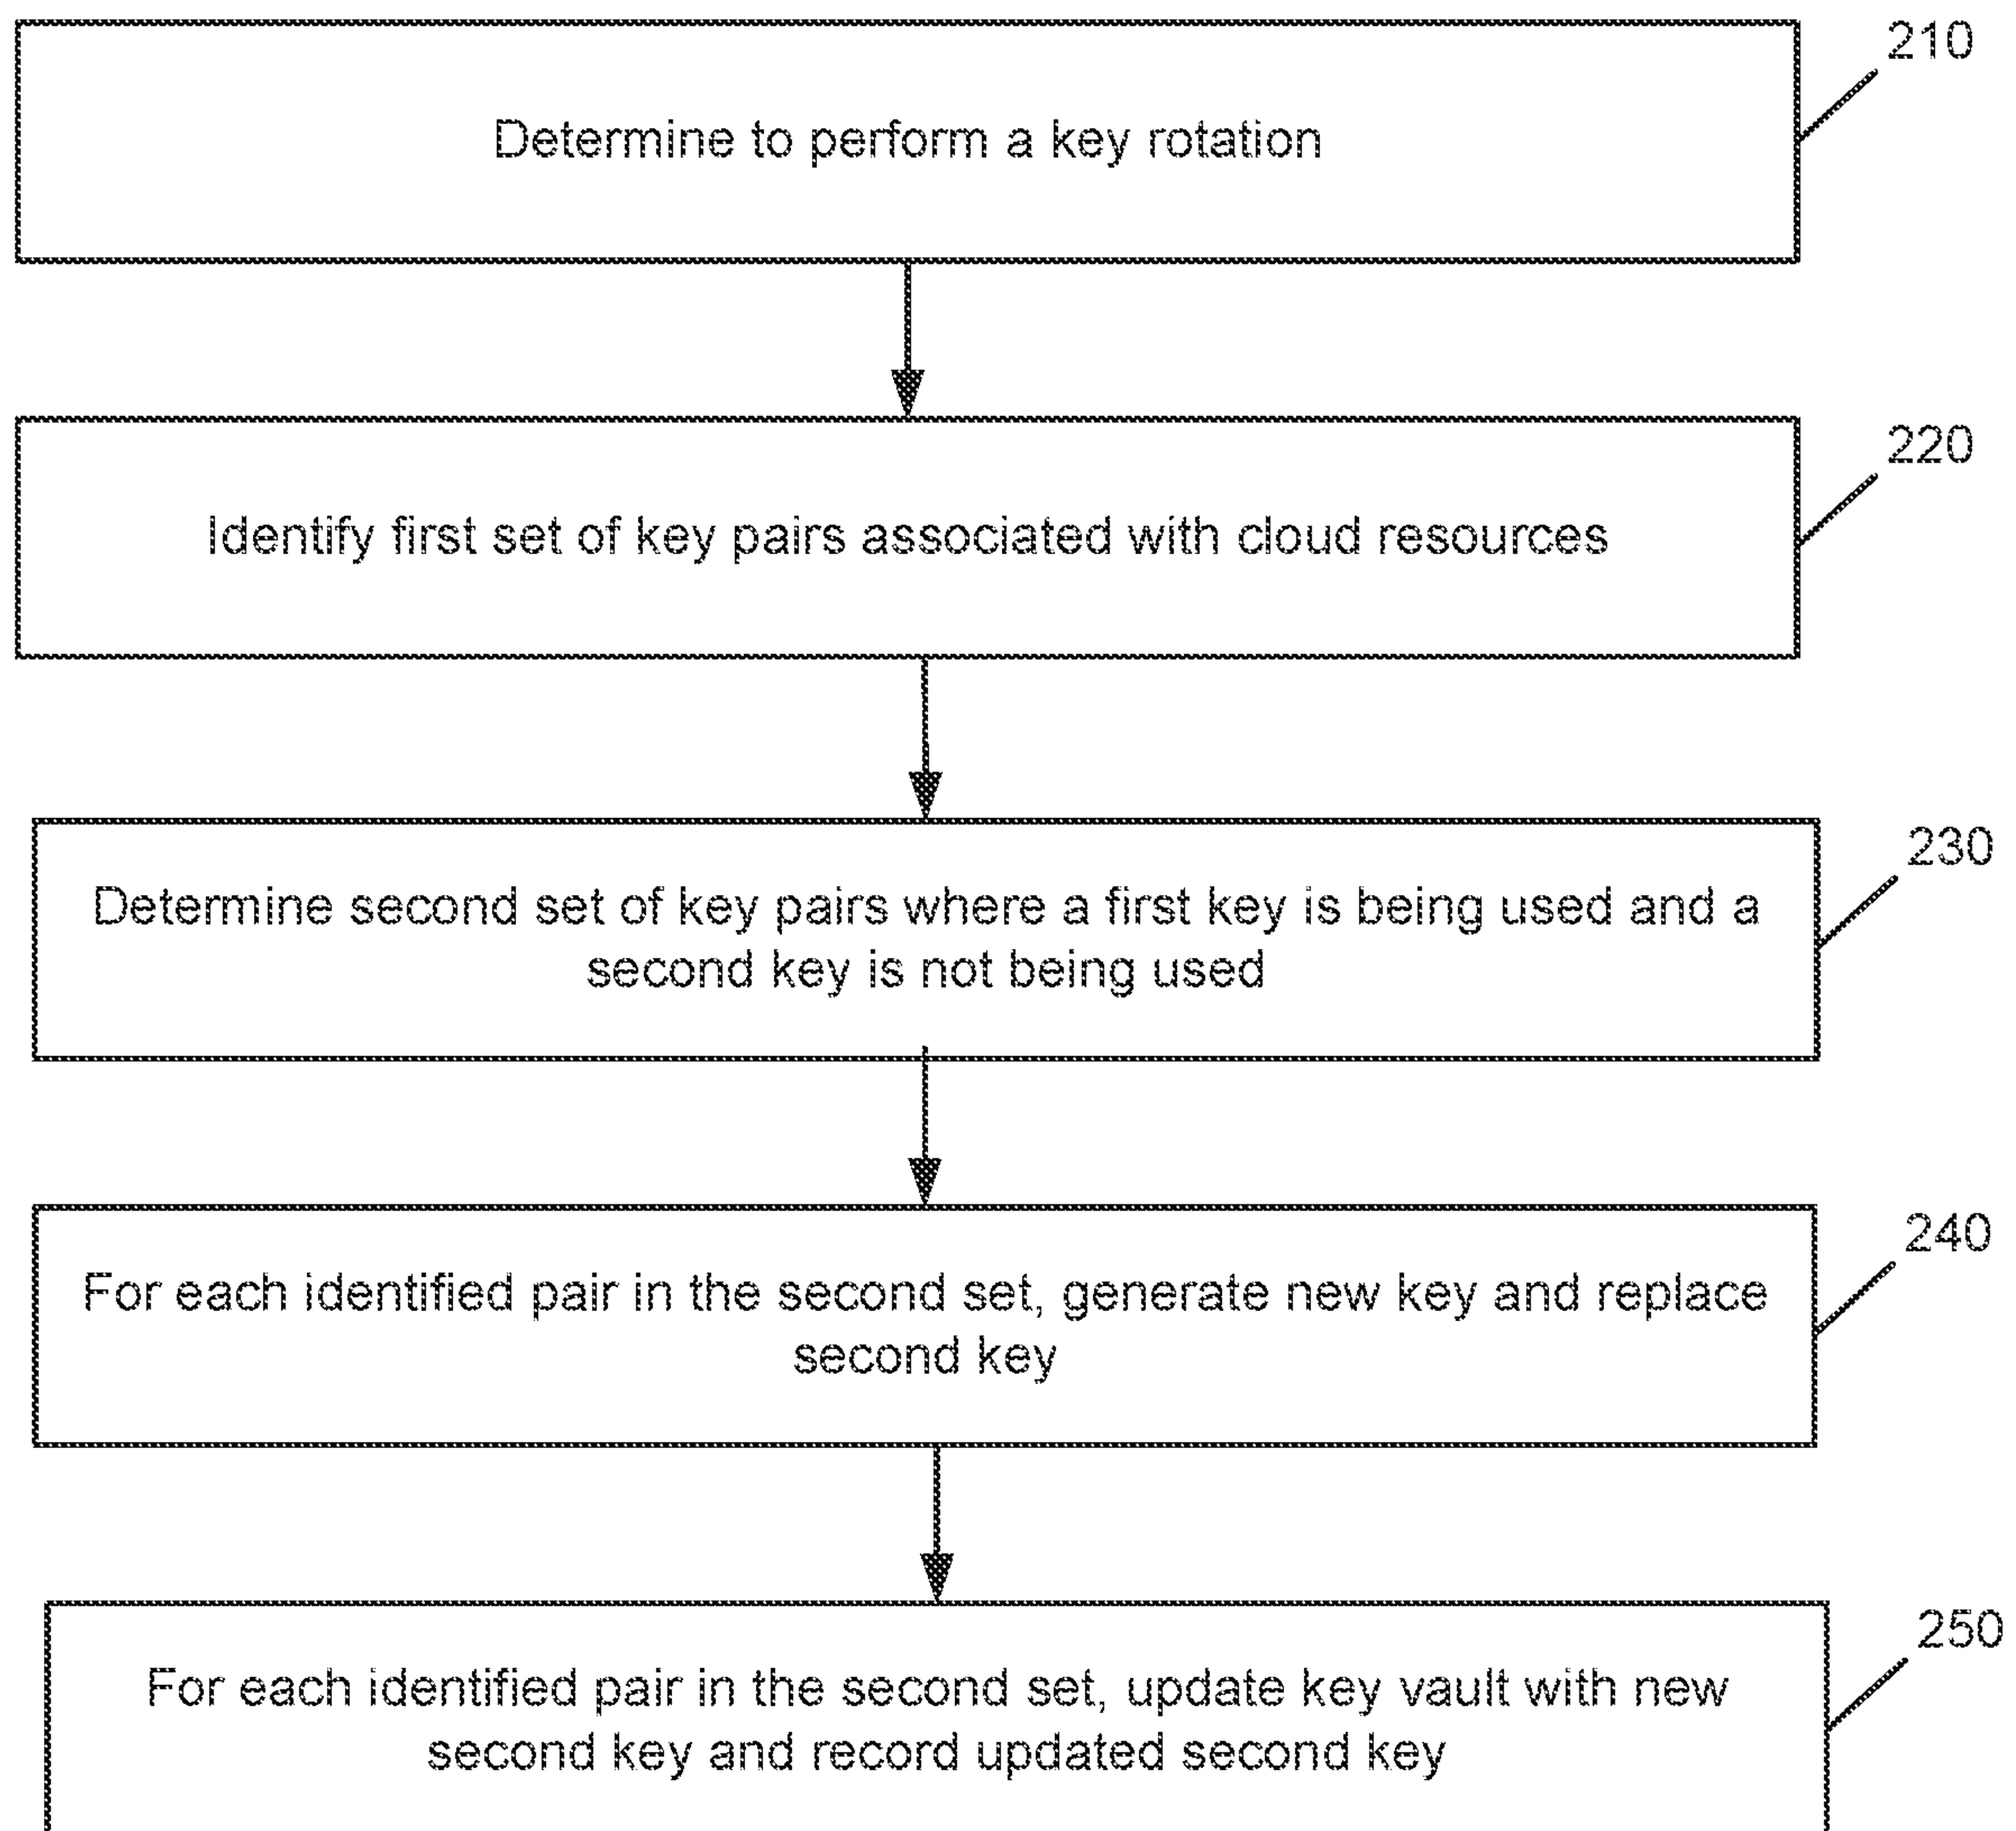 210
Determine to perform a key rotation
220
Identify first set of key pairs associated with cloud resources
230
Determine second set of key pairs where a first key is being used and a
second key is not being used
240
For each identified pair in the second set, generate new key and replace
second key
250
For each identified pair in the second set, update key vault with new
second key and record updated second key